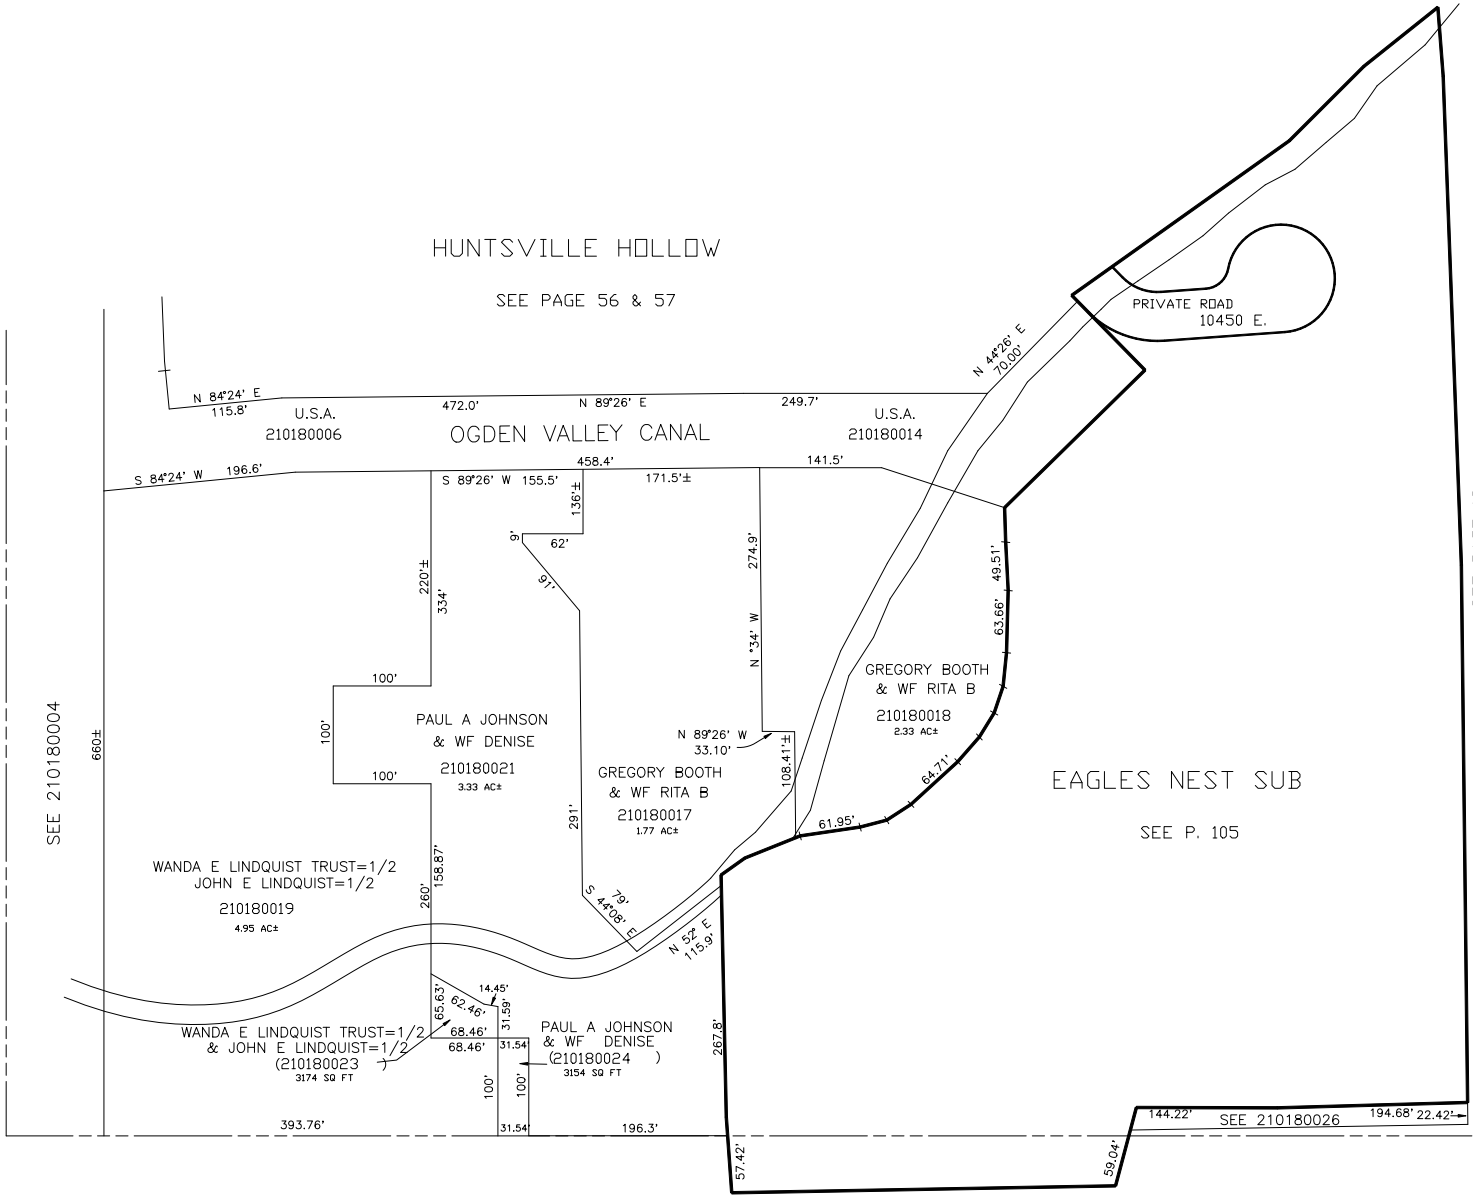 HUNTSVILLE HOLLOW
SEE PAGE 56 & 57
PRIVATE ROAD
10450 E.
N 44°26' E
70.00'
N 84°24' E
115.8'
U.S.A.
210180006
472.0'
N 89°26' E
249.7'
U.S.A.
210180014
OGDEN VALLEY CANAL
S 84°24' W
196.6'
458.4'
S 89°26' W
155.5'
171.5'±
141.5'
136'±
9'
62'
91'
274.9'
N °34' W
220'±
334'
49.51'
63.66'
GREGORY BOOTH
& WF RITA B
210180018
2.33 AC±
100'
100'
100'
PAUL A JOHNSON
& WF DENISE
210180021
3.33 AC±
N 89°26' W
33.10'
108.41'±
GREGORY BOOTH
& WF RITA B
210180017
1.77 AC±
64.71'
61.95'
EAGLES NEST SUB
SEE P. 105
SEE 210180004
660±
291'
WANDA E LINDQUIST TRUST=1/2
JOHN E LINDQUIST=1/2
210180019
4.95 AC±
158.87'
260'
79'
S 44°08' E
N 52° E
115.9'
14.45'
65.63'
62.46'
31.59'
WANDA E LINDQUIST TRUST=1/2
& JOHN E LINDQUIST=1/2
(210180023 )
3174 SQ FT
68.46'
68.46'
31.54'
PAUL A JOHNSON
& WF DENISE
(210180024 )
3154 SQ FT
100'
100'
267.8'
393.76'
31.54'
196.3'
57.42'
59.04'
144.22'
SEE 210180026
194.68'
22.42'